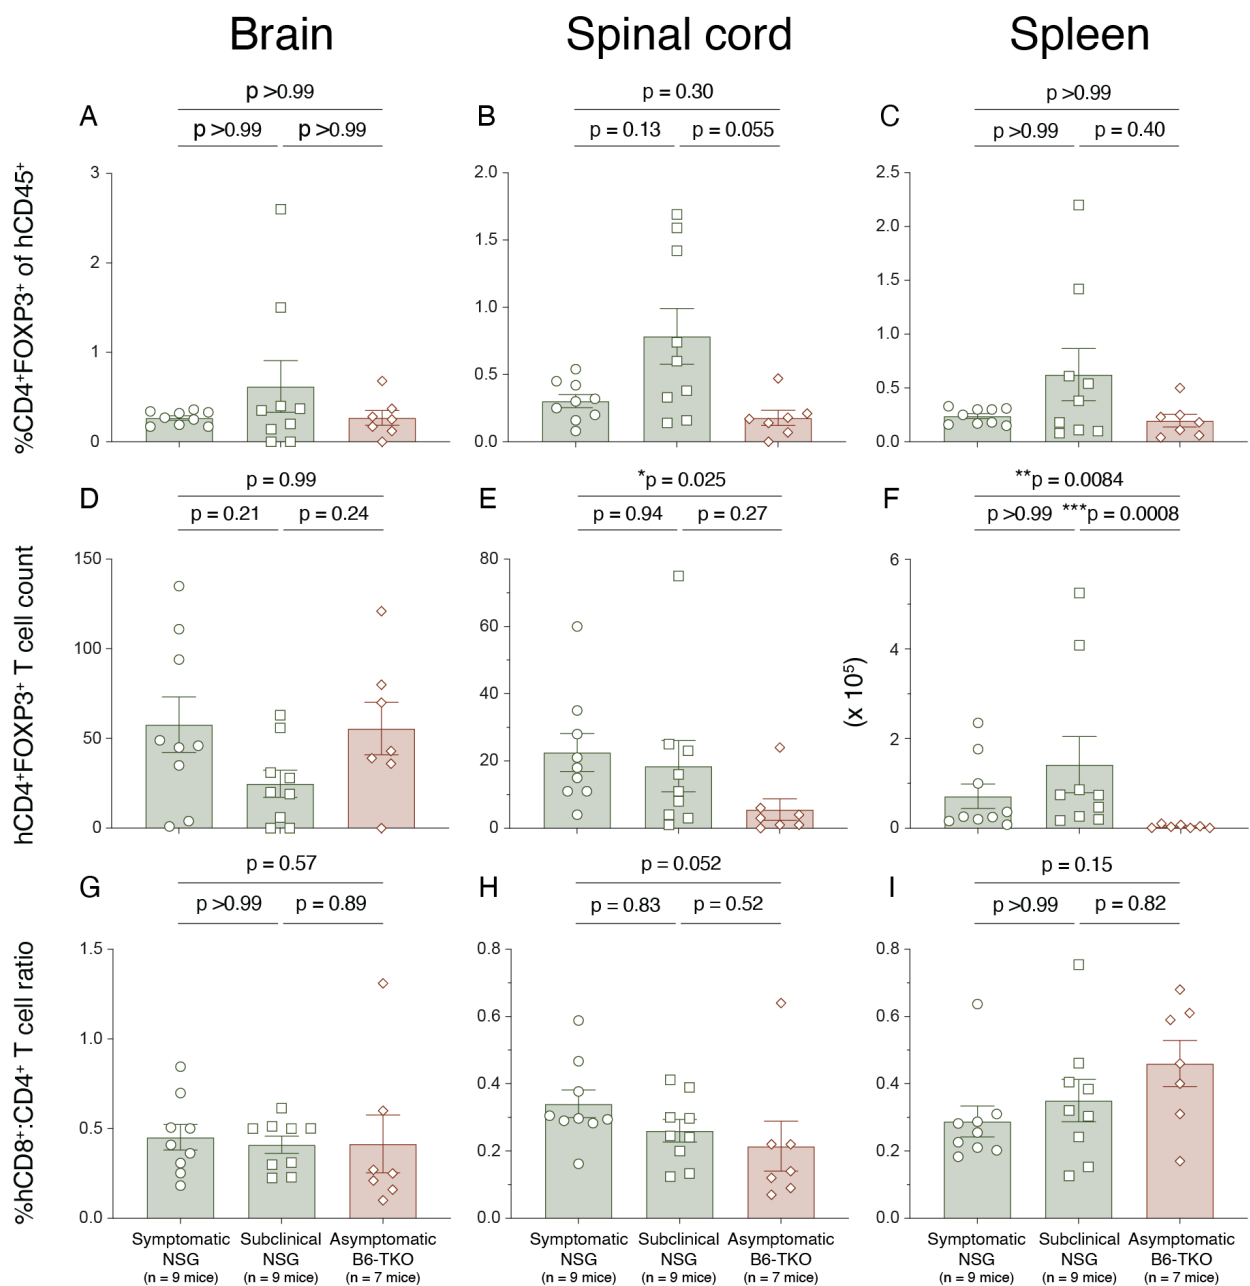 Brain
Spinal cord
Spleen
A
p >0.99
p >0.99
p >0.99
%CD4⁺FOXP3⁺ of hCD45⁺
3
2
1
0
B
p = 0.30
p = 0.13
p = 0.055
2.0
1.5
1.0
0.5
0.0
C
p >0.99
p >0.99
p = 0.40
2.5
2.0
1.5
1.0
0.5
0.0
D
p = 0.99
p = 0.21
p = 0.24
hCD4⁺FOXP3⁺ T cell count
150
100
50
0
E
*p = 0.025
p = 0.94
p = 0.27
80
60
40
20
0
F
**p = 0.0084
p >0.99
***p = 0.0008
(x 10⁵)
6
4
2
0
G
p = 0.57
p >0.99
p = 0.89
%hCD8⁺:CD4⁺ T cell ratio
1.5
1.0
0.5
0.0
Symptomatic
NSG
(n = 9 mice)
Subclinical
NSG
(n = 9 mice)
Asymptomatic
B6-TKO
(n = 7 mice)
H
p = 0.052
p = 0.83
p = 0.52
0.8
0.6
0.4
0.2
0.0
Symptomatic
NSG
(n = 9 mice)
Subclinical
NSG
(n = 9 mice)
Asymptomatic
B6-TKO
(n = 7 mice)
I
p = 0.15
p >0.99
p = 0.82
0.8
0.6
0.4
0.2
0.0
Symptomatic
NSG
(n = 9 mice)
Subclinical
NSG
(n = 9 mice)
Asymptomatic
B6-TKO
(n = 7 mice)